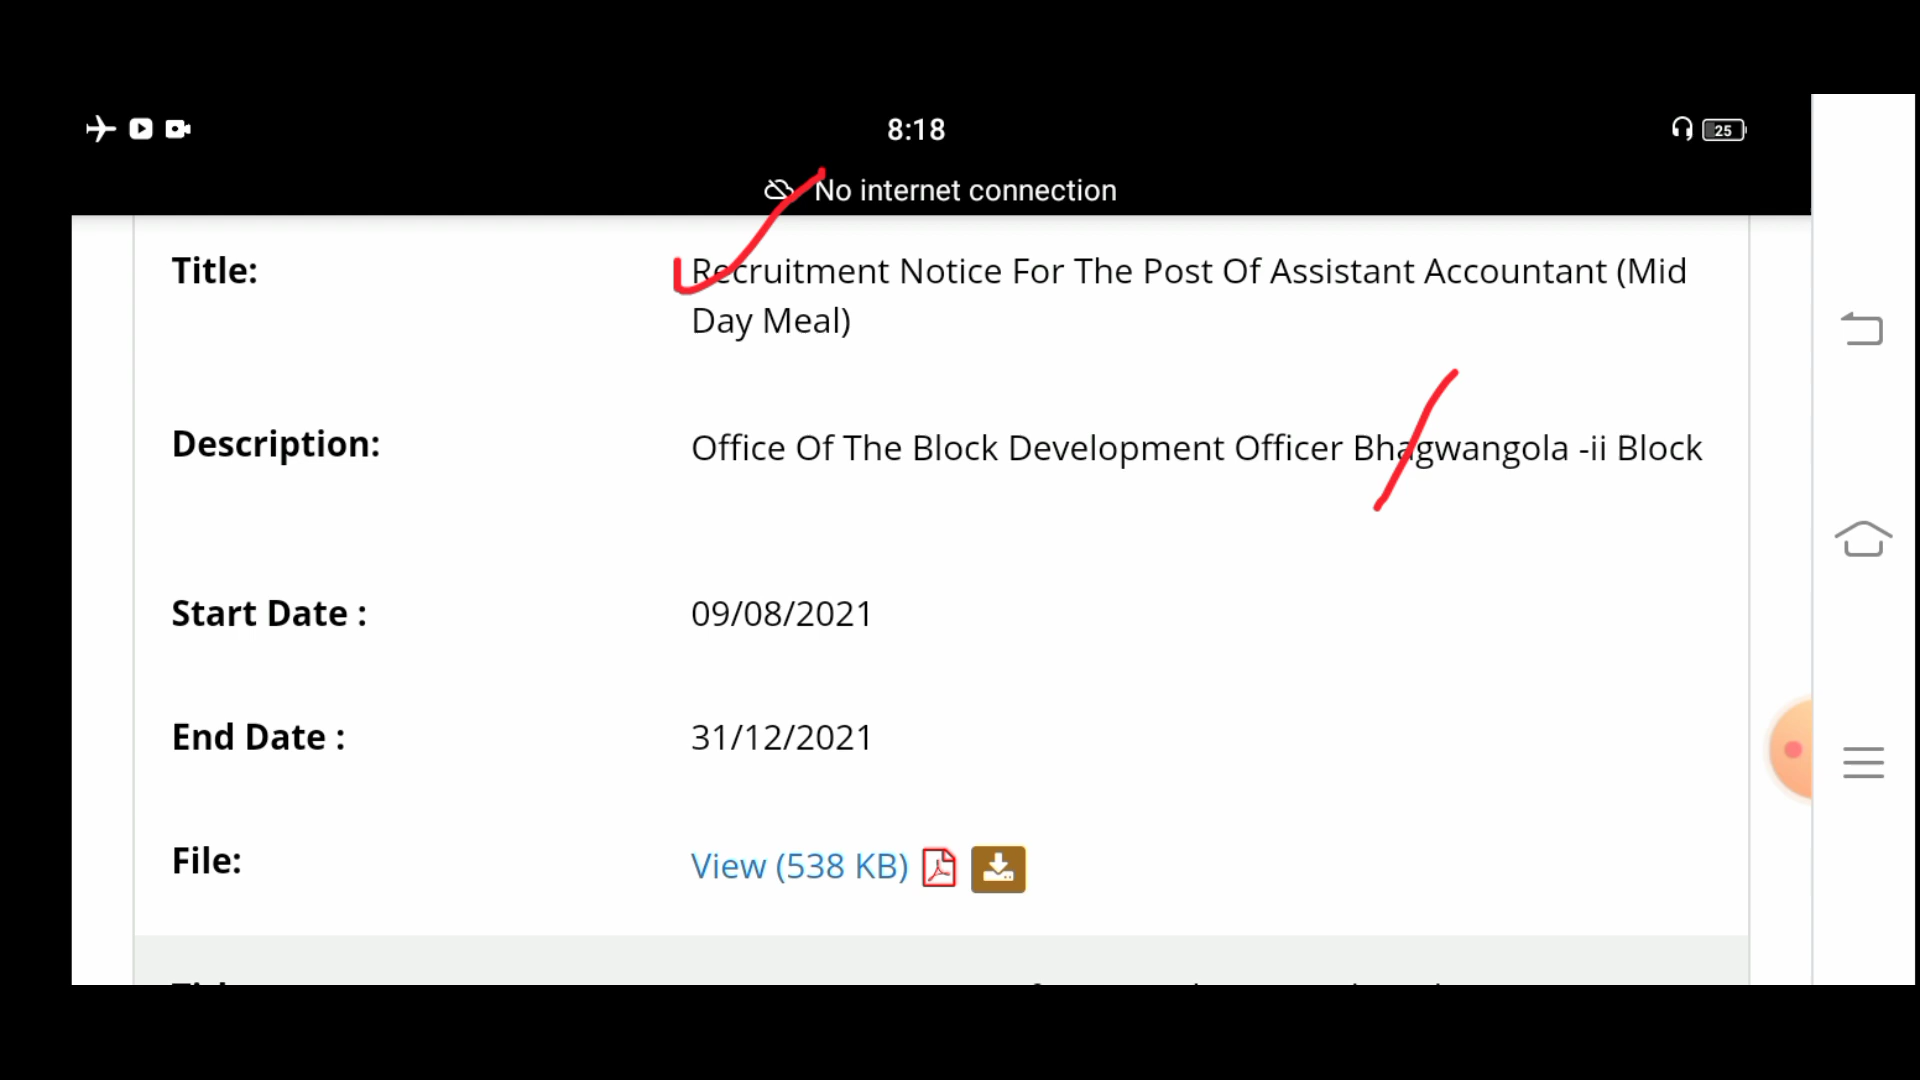 8:18
25
No internet connection
Title:
Recruitment Notice For The Post Of Assistant Accountant (Mid
Day Meal)
Description:
Office Of The Block Development Officer Bhagwangola -ii Block
Start Date :
09/08/2021
End Date :
31/12/2021
File:
View (538 KB)